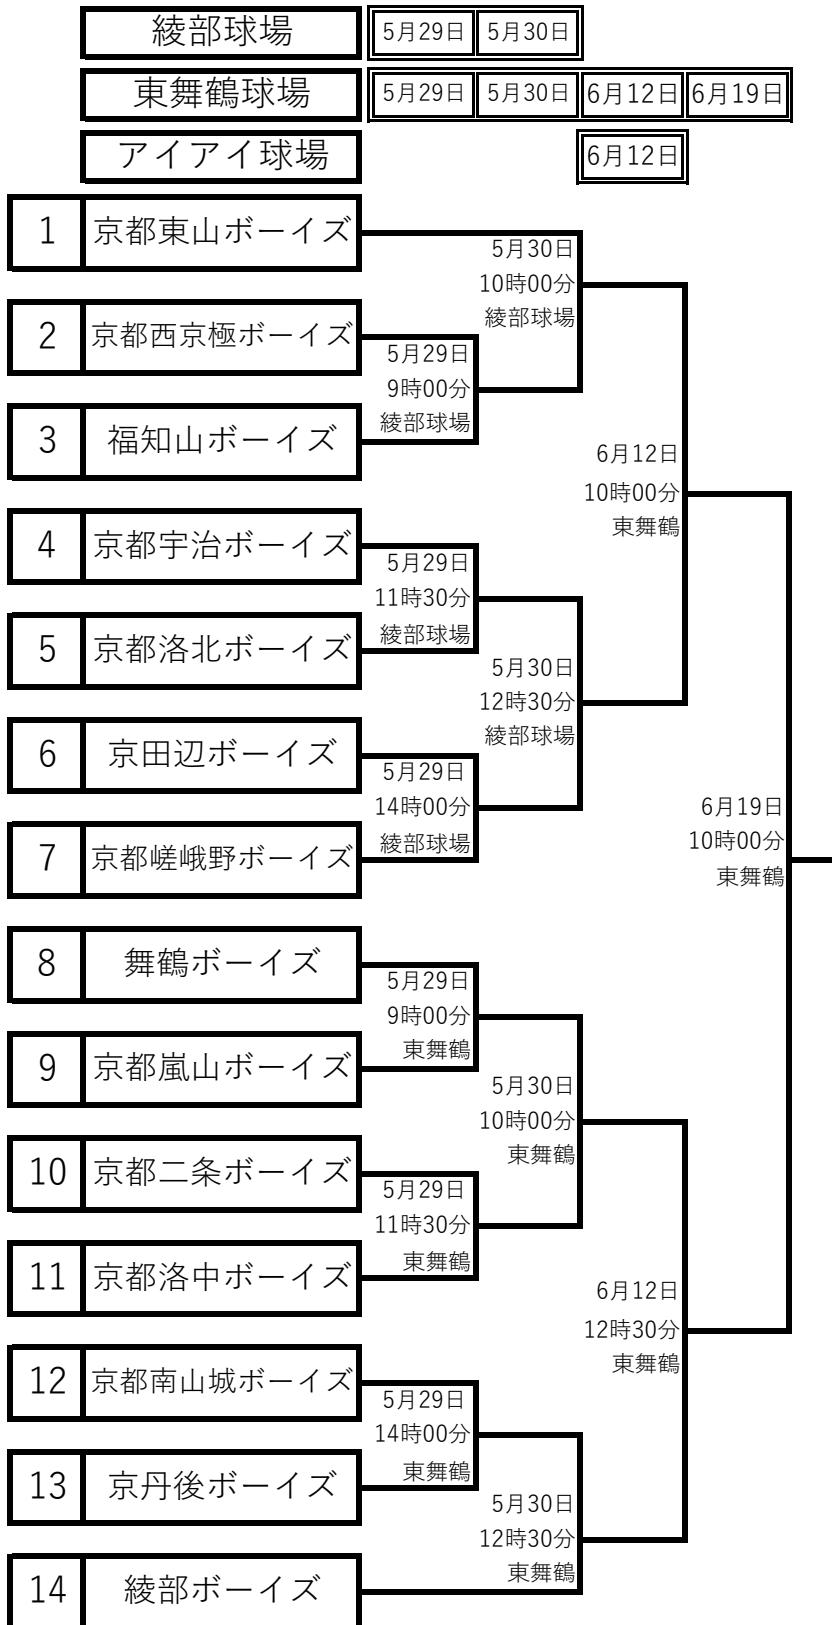 綾部球場 5月29日 5月30日
東舞鶴球場 5月29日 5月30日 6月12日 6月19日
アイアイ球場 6月12日
1 京都東山ボーイズ
5月30日
10時00分
綾部球場
2 京都西京極ボーイズ
5月29日
9時00分
綾部球場
3 福知山ボーイズ
6月12日
10時00分
東舞鶴
4 京都宇治ボーイズ
5月29日
11時30分
綾部球場
5 京都洛北ボーイズ
5月30日
12時30分
綾部球場
6 京田辺ボーイズ
5月29日
14時00分
綾部球場
7 京都嵯峨野ボーイズ
6月19日
10時00分
東舞鶴
8 舞鶴ボーイズ
5月29日
9時00分
東舞鶴
9 京都嵐山ボーイズ
5月30日
10時00分
東舞鶴
10 京都二条ボーイズ
5月29日
11時30分
東舞鶴
11 京都洛中ボーイズ
6月12日
12時30分
東舞鶴
12 京都南山城ボーイズ
5月29日
14時00分
東舞鶴
13 京丹後ボーイズ
5月30日
12時30分
東舞鶴
14 綾部ボーイズ